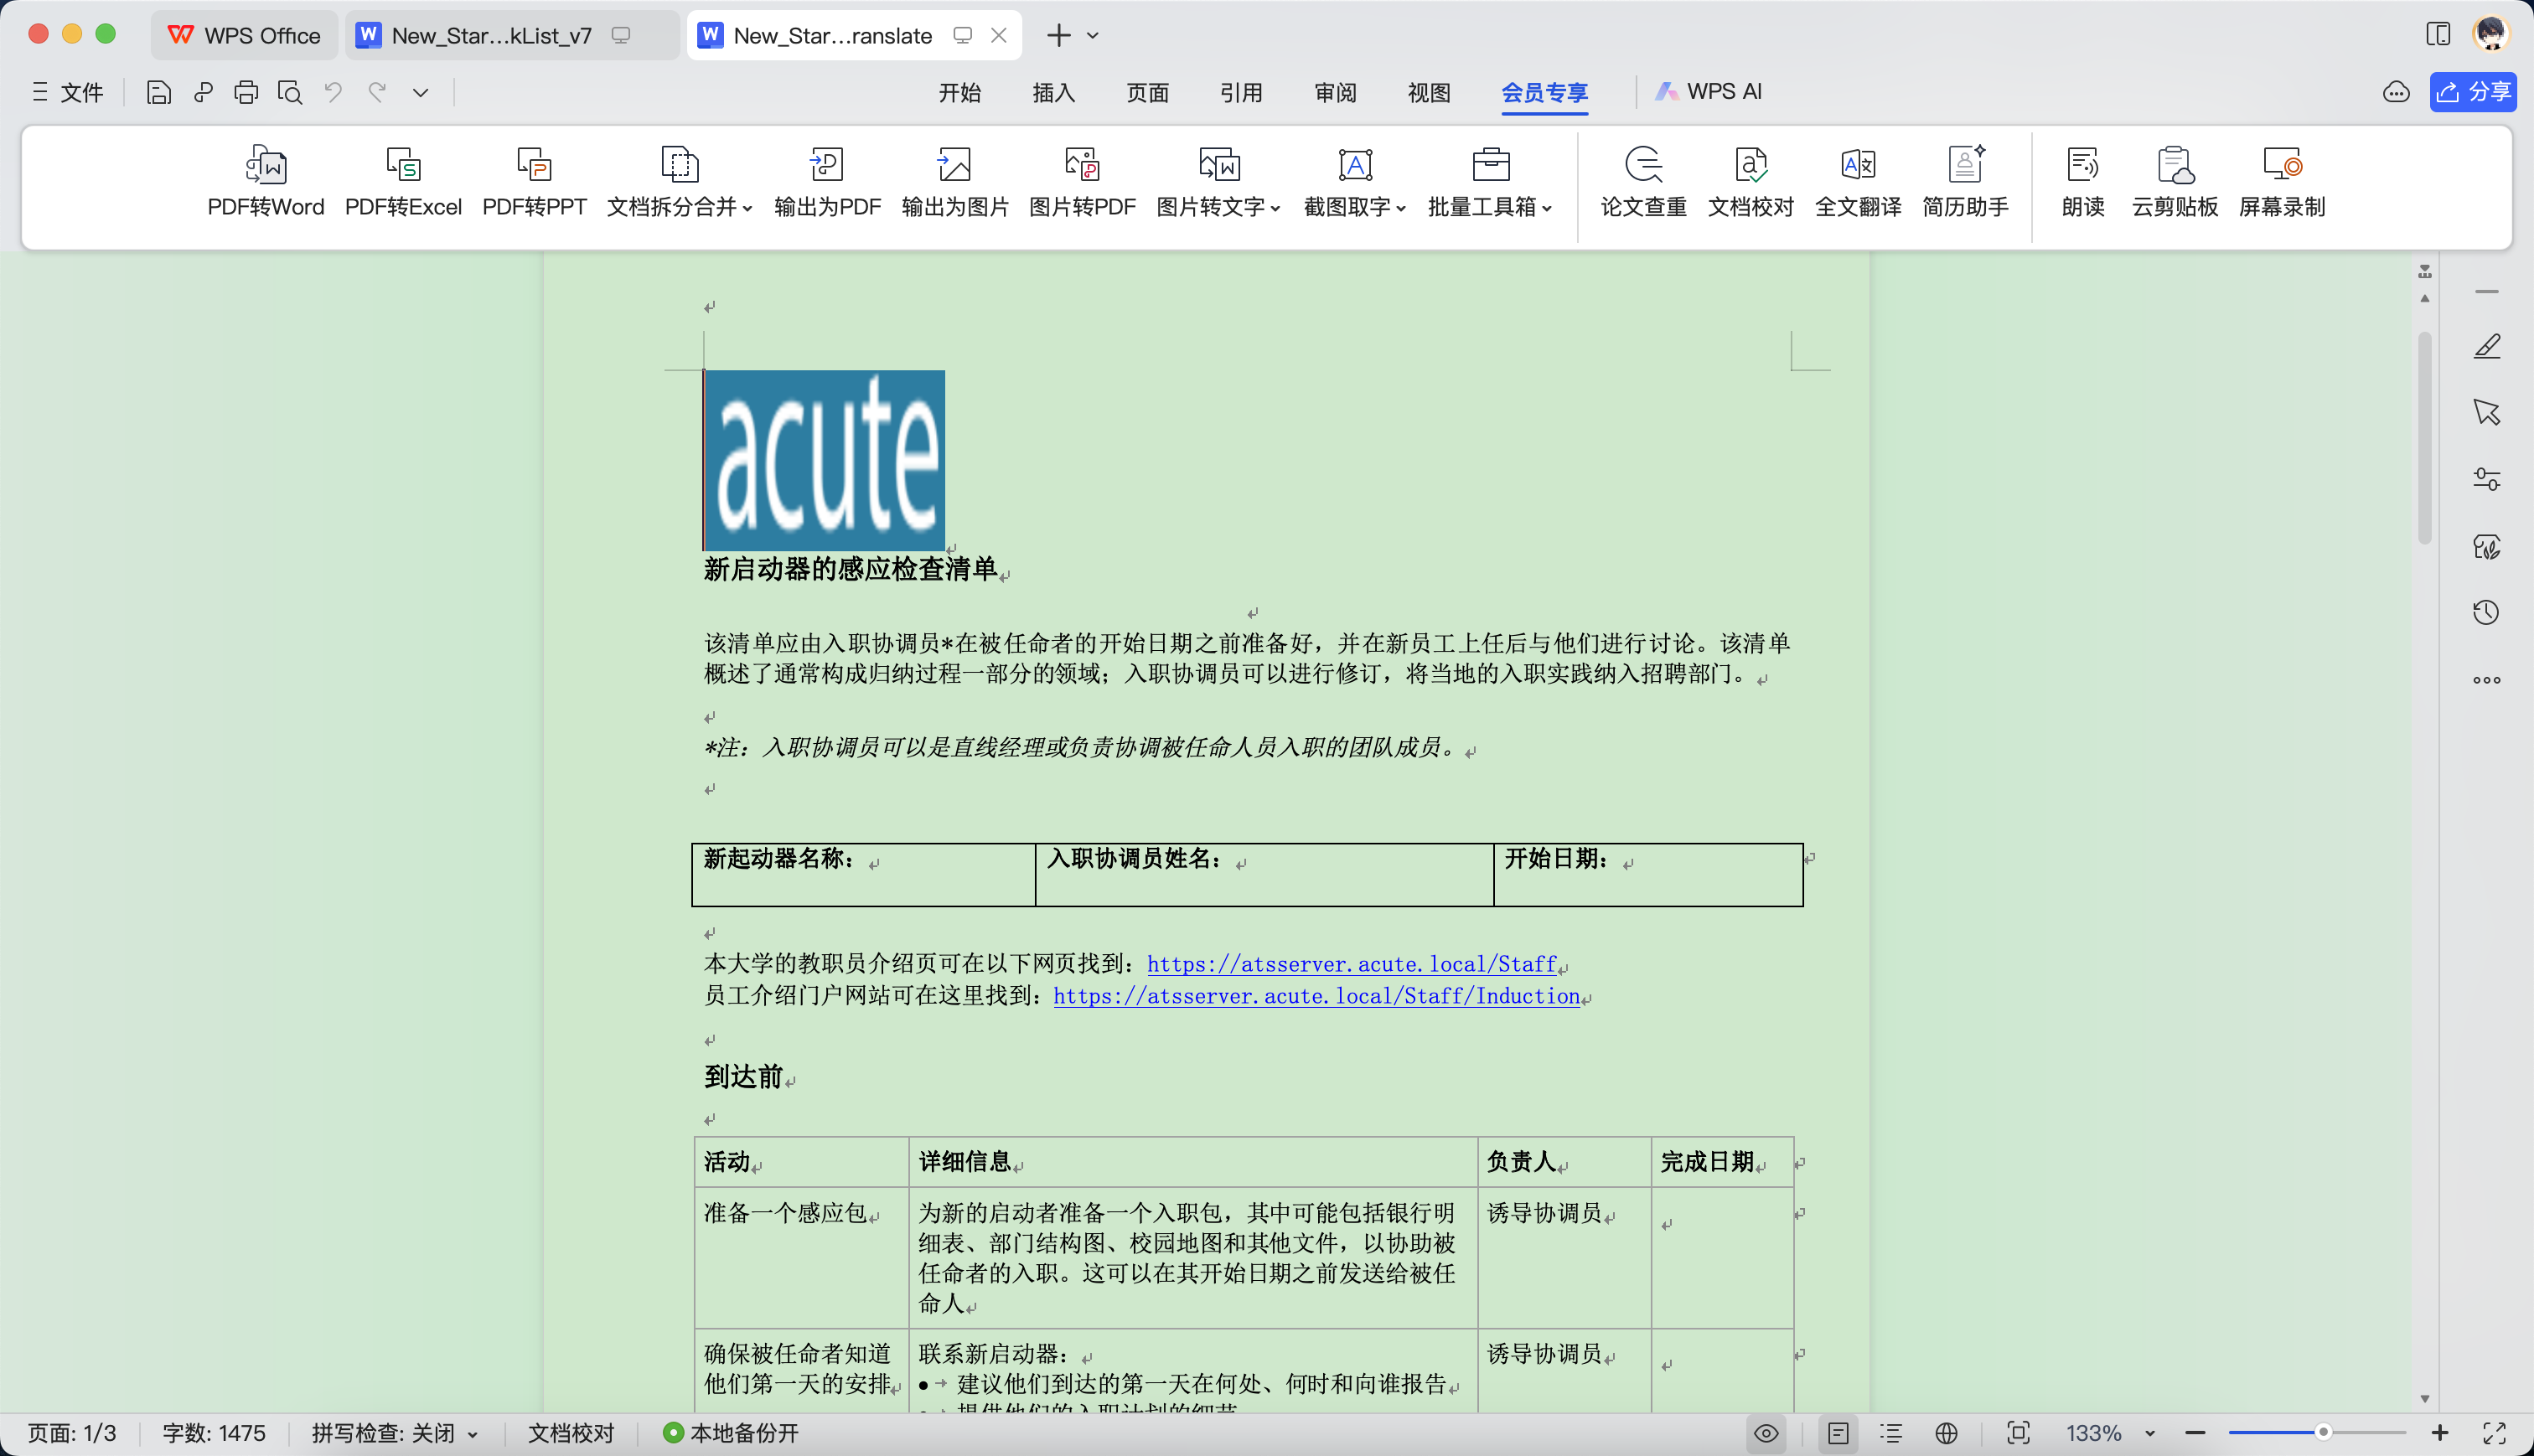 WPS Office
New_Star...kList_v7
New_Star...ranslate
文件
开始
插入
页面
引用
审阅
视图
会员专享
WPS AI
分享
PDF转Word
PDF转Excel
PDF转PPT
文档拆分合并
输出为PDF
输出为图片
图片转PDF
图片转文字
截图取字
批量工具箱
论文查重
文档校对
全文翻译
简历助手
朗读
云剪贴板
屏幕录制
acute
新启动器的感应检查清单
该清单应由入职协调员*在被任命者的开始日期之前准备好，并在新员工上任后与他们进行讨论。该清单
概述了通常构成归纳过程一部分的领域；入职协调员可以进行修订，将当地的入职实践纳入招聘部门。
*注：入职协调员可以是直线经理或负责协调被任命人员入职的团队成员。
新起动器名称：
入职协调员姓名：
开始日期：
本大学的教职员介绍页可在以下网页找到：https://atsserver.acute.local/Staff
员工介绍门户网站可在这里找到：https://atsserver.acute.local/Staff/Induction
到达前
活动
详细信息
负责人
完成日期
准备一个感应包
为新的启动者准备一个入职包，其中可能包括银行明
细表、部门结构图、校园地图和其他文件，以协助被
任命者的入职。这可以在其开始日期之前发送给被任
命人
诱导协调员
确保被任命者知道
他们第一天的安排
联系新启动器：
● 建议他们到达的第一天在何处、何时和向谁报告
● 提供他们的入职计划的细节
诱导协调员
页面: 1/3
字数: 1475
拼写检查: 关闭
文档校对
本地备份开
133%